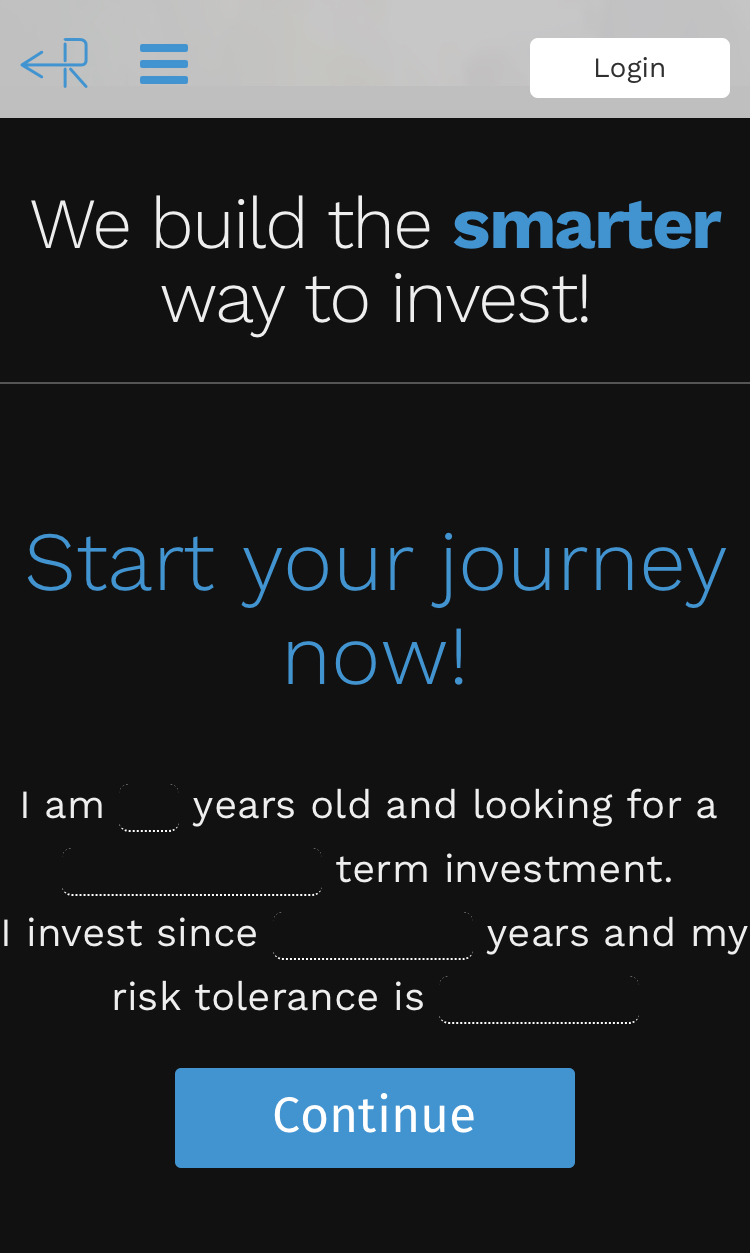 Login
We build the smarter
way to invest!
Start your journey
now!
I am years old and looking for a
term investment.
I invest since years and my
risk tolerance is
Continue